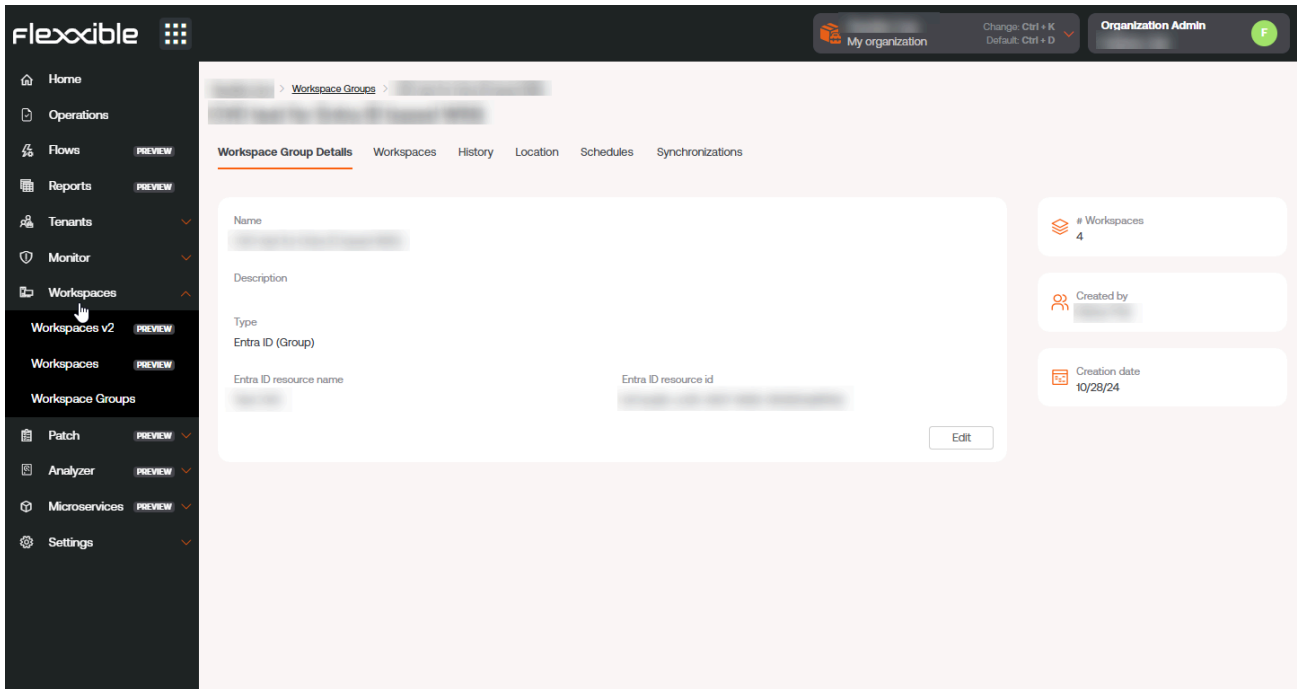 flexxible
My organization
Change: Ctrl + K
Default: Ctrl + D
Organization Admin
F
Home
Operations
Flows PREVIEW
Reports PREVIEW
Tenants
Monitor
Workspaces
Workspaces v2 PREVIEW
Workspaces PREVIEW
Workspace Groups
Patch PREVIEW
Analyzer PREVIEW
Microservices PREVIEW
Settings
> Workspace Groups >
Workspace Group Details Workspaces History Location Schedules Synchronizations
Name
Description
Type
Entra ID (Group)
Entra ID resource name Entra ID resource id
Edit
# Workspaces
4
Created by
Creation date
10/28/24